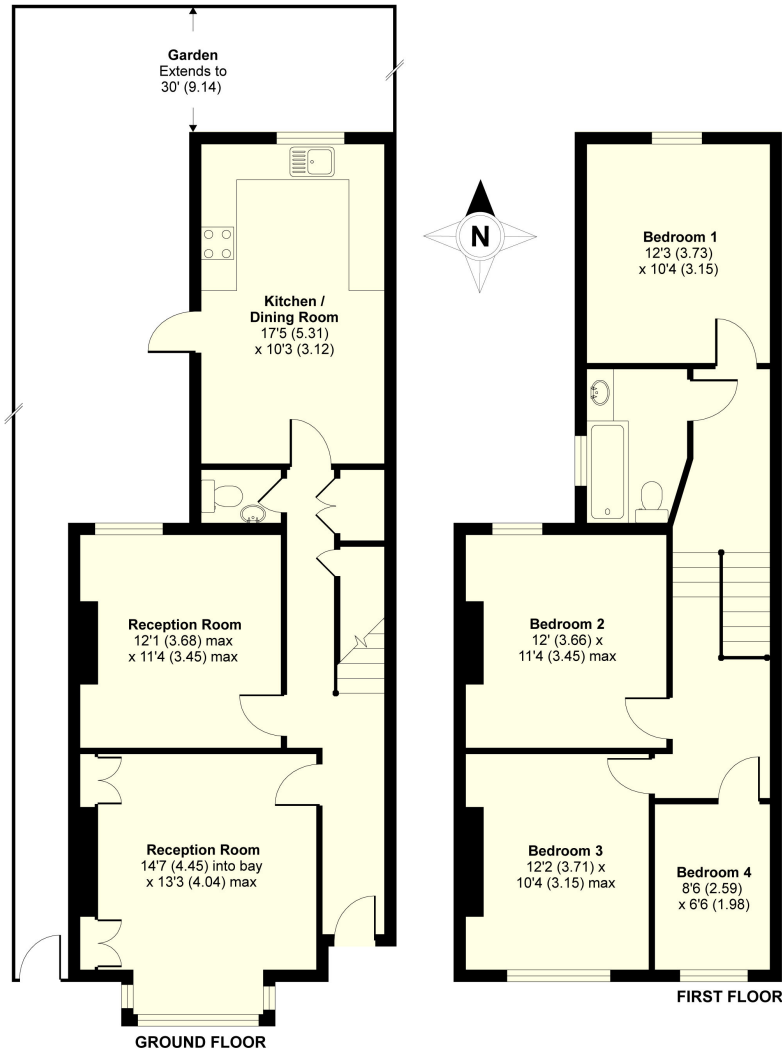 Garden
Extends to
30' (9.14)
N
Kitchen /
Dining Room
17'5 (5.31)
x 10'3 (3.12)
Bedroom 1
12'3 (3.73)
x 10'4 (3.15)
Reception Room
12'1 (3.68) max
x 11'4 (3.45) max
Bedroom 2
12' (3.66) x
11'4 (3.45) max
Reception Room
14'7 (4.45) into bay
x 13'3 (4.04) max
Bedroom 3
12'2 (3.71) x
10'4 (3.15) max
Bedroom 4
8'6 (2.59)
x 6'6 (1.98)
GROUND FLOOR
FIRST FLOOR